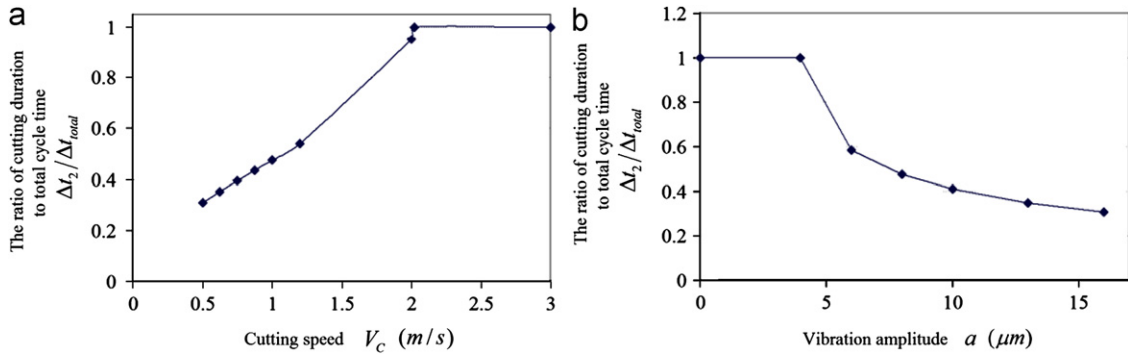 a
The ratio of cutting duration
to total cycle time
Δt₂/Δt_total
1
0.8
0.6
0.4
0.2
0
0 0.5 1 1.5 2 2.5 3
Cutting speed V_C (m/s)
b
The ratio of cutting duration
to total cycle time
Δt₂/Δt_total
1.2
1
0.8
0.6
0.4
0.2
0
0 5 10 15
Vibration amplitude a (μm)